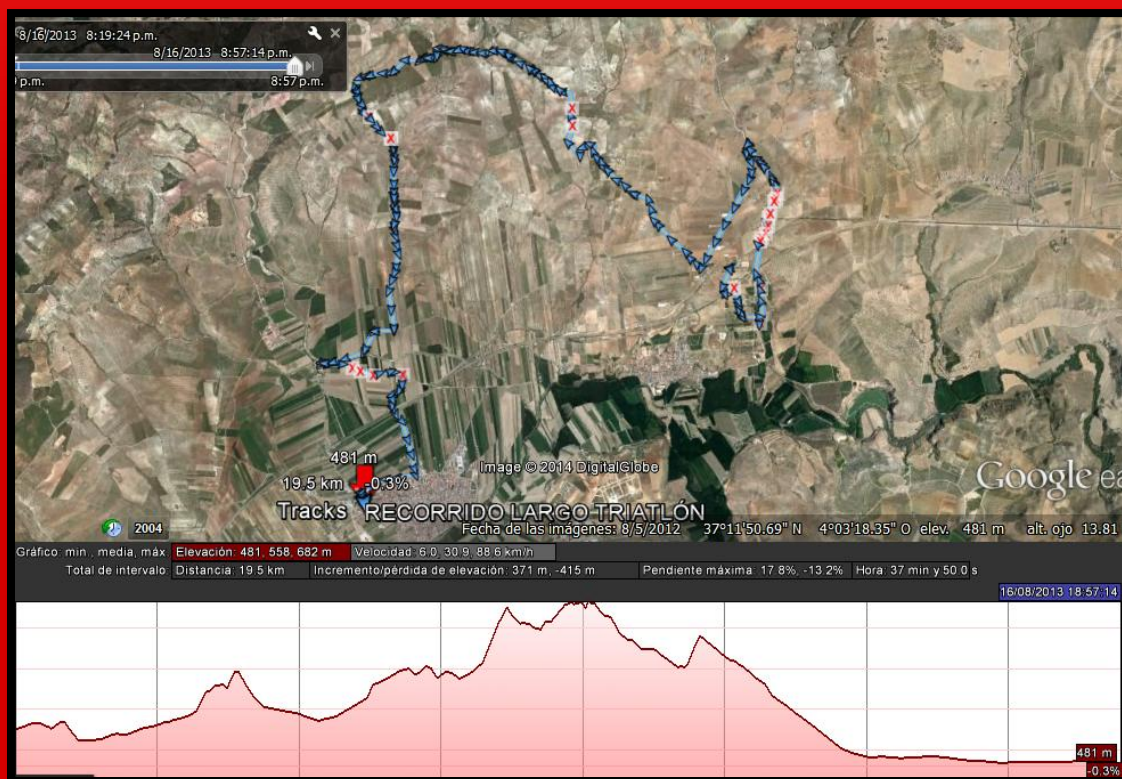 8/16/2013 8:19:24 p.m.
8/16/2013 8:57:14 p.m.
p.m.
8:57 p.m.
481 m
19.5 km
-0.3%
Image © 2014 DigitalGlobe
Google ea
Tracks RECORRIDO LARGO TRIATLÓN
2004
Fecha de las imágenes: 8/5/2012 37°11'50.69" N 4°03'18.35" O elev. 481 m alt. ojo 13.81
Gráfico: min., media, máx Elevación: 481, 558, 682 m Velocidad: 6.0, 30.9, 88.6 km/h
Total de intervalo: Distancia: 19.5 km Incremento/pérdida de elevación: 371 m, -415 m Pendiente máxima: 17.8%, -13.2% Hora: 37 min y 50.0 s
16/08/2013 18:57:14
481 m
-0.3%